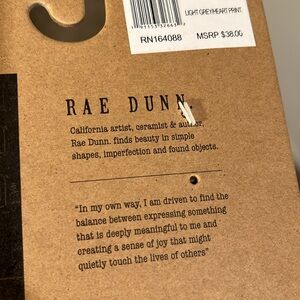 LIGHT GREY/HEART PRINT
RN164088
MSRP $38.00
RAE DUNN.
California artist, ceramist & author,
Rae Dunn. finds beauty in simple
shapes, imperfection and found objects.
"In my own way, I am driven to find the
balance between expressing something
that is deeply meaningful to me and
creating a sense of joy that might
quietly touch the lives of others"